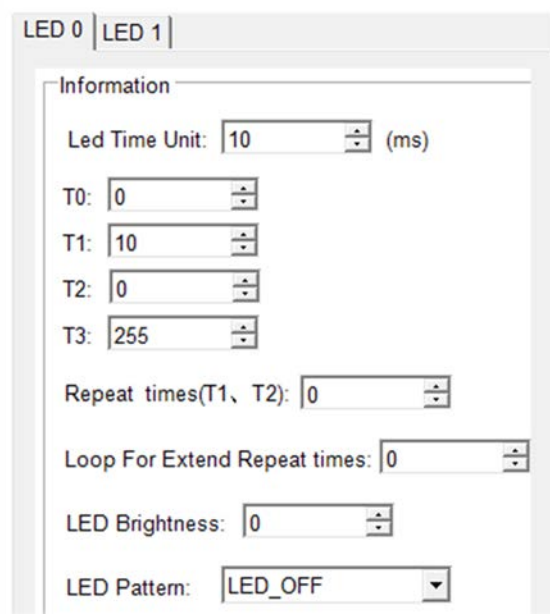 LED 0 LED 1
Information
Led Time Unit: 10 (ms)
T0: 0
T1: 10
T2: 0
T3: 255
Repeat times(T1、T2): 0
Loop For Extend Repeat times: 0
LED Brightness: 0
LED Pattern: LED_OFF